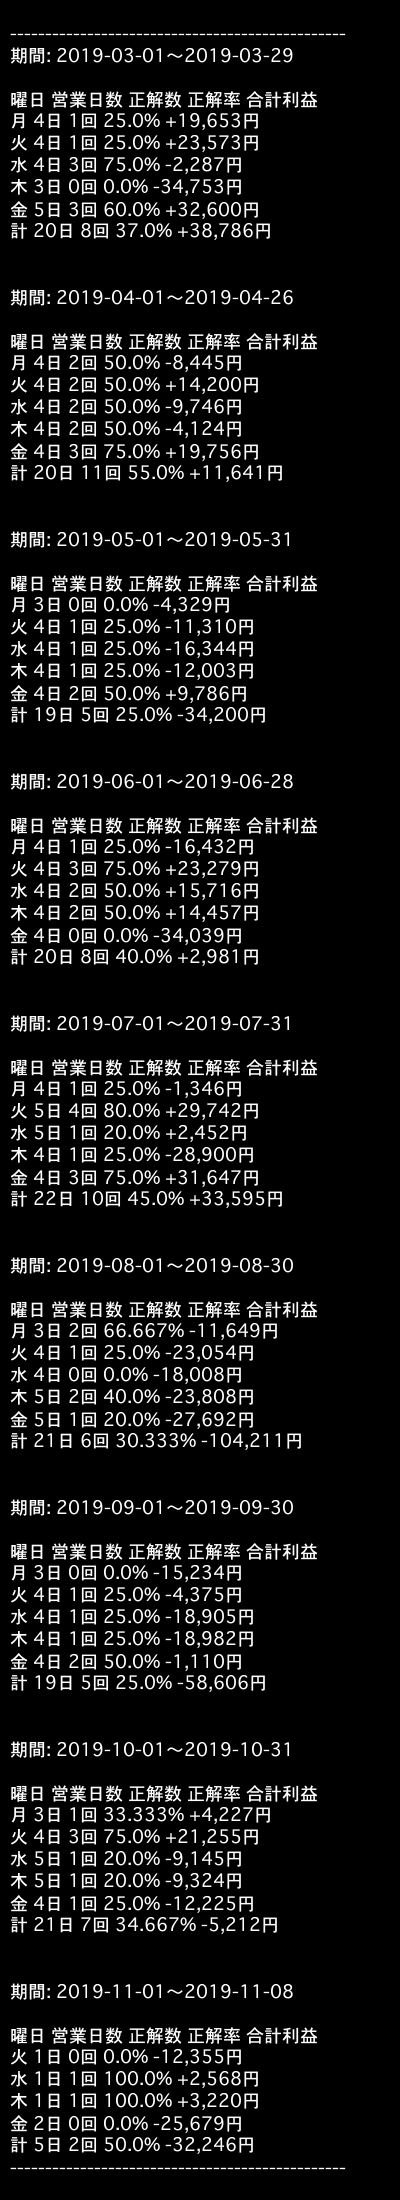 ------------------------------------------------
期間: 2019-03-01〜2019-03-29
曜日 営業日数 正解数 正解率 合計利益
月 4日 1回 25.0% +19,653円
火 4日 1回 25.0% +23,573円
水 4日 3回 75.0% -2,287円
木 3日 0回 0.0% -34,753円
金 5日 3回 60.0% +32,600円
計 20日 8回 37.0% +38,786円
期間: 2019-04-01〜2019-04-26
曜日 営業日数 正解数 正解率 合計利益
月 4日 2回 50.0% -8,445円
火 4日 2回 50.0% +14,200円
水 4日 2回 50.0% -9,746円
木 4日 2回 50.0% -4,124円
金 4日 3回 75.0% +19,756円
計 20日 11回 55.0% +11,641円
期間: 2019-05-01〜2019-05-31
曜日 営業日数 正解数 正解率 合計利益
月 3日 0回 0.0% -4,329円
火 4日 1回 25.0% -11,310円
水 4日 1回 25.0% -16,344円
木 4日 1回 25.0% -12,003円
金 4日 2回 50.0% +9,786円
計 19日 5回 25.0% -34,200円
期間: 2019-06-01〜2019-06-28
曜日 営業日数 正解数 正解率 合計利益
月 4日 1回 25.0% -16,432円
火 4日 3回 75.0% +23,279円
水 4日 2回 50.0% +15,716円
木 4日 2回 50.0% +14,457円
金 4日 0回 0.0% -34,039円
計 20日 8回 40.0% +2,981円
期間: 2019-07-01〜2019-07-31
曜日 営業日数 正解数 正解率 合計利益
月 4日 1回 25.0% -1,346円
火 5日 4回 80.0% +29,742円
水 5日 1回 20.0% +2,452円
木 4日 1回 25.0% -28,900円
金 4日 3回 75.0% +31,647円
計 22日 10回 45.0% +33,595円
期間: 2019-08-01〜2019-08-30
曜日 営業日数 正解数 正解率 合計利益
月 3日 2回 66.667% -11,649円
火 4日 1回 25.0% -23,054円
水 4日 0回 0.0% -18,008円
木 5日 2回 40.0% -23,808円
金 5日 1回 20.0% -27,692円
計 21日 6回 30.333% -104,211円
期間: 2019-09-01〜2019-09-30
曜日 営業日数 正解数 正解率 合計利益
月 3日 0回 0.0% -15,234円
火 4日 1回 25.0% -4,375円
水 4日 1回 25.0% -18,905円
木 4日 1回 25.0% -18,982円
金 4日 2回 50.0% -1,110円
計 19日 5回 25.0% -58,606円
期間: 2019-10-01〜2019-10-31
曜日 営業日数 正解数 正解率 合計利益
月 3日 1回 33.333% +4,227円
火 4日 3回 75.0% +21,255円
水 5日 1回 20.0% -9,145円
木 5日 1回 20.0% -9,324円
金 4日 1回 25.0% -12,225円
計 21日 7回 34.667% -5,212円
期間: 2019-11-01〜2019-11-08
曜日 営業日数 正解数 正解率 合計利益
火 1日 0回 0.0% -12,355円
水 1日 1回 100.0% +2,568円
木 1日 1回 100.0% +3,220円
金 2日 0回 0.0% -25,679円
計 5日 2回 50.0% -32,246円
------------------------------------------------